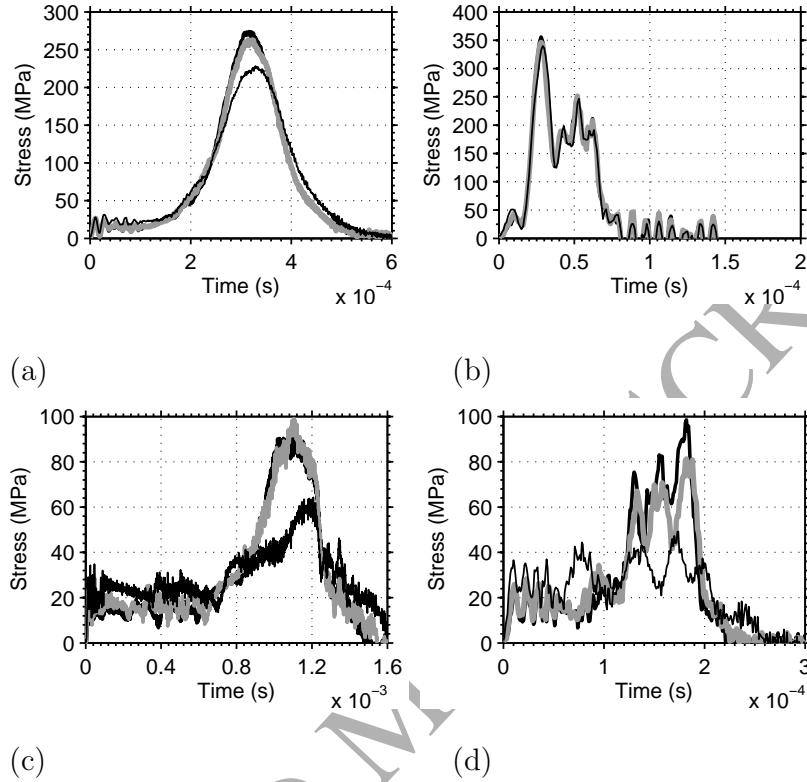 300
250
200
150
100
50
0
Stress (MPa)
0 2 4 6
Time (s)
x 10⁻⁴
(a)
400
350
300
250
200
150
100
50
0
Stress (MPa)
0 0.5 1 1.5 2
Time (s)
x 10⁻⁴
(b)
100
80
60
40
20
0
Stress (MPa)
0 0.4 0.8 1.2 1.6
Time (s)
x 10⁻³
(c)
100
80
60
40
20
0
Stress (MPa)
0 1 2 3
Time (s)
x 10⁻⁴
(d)